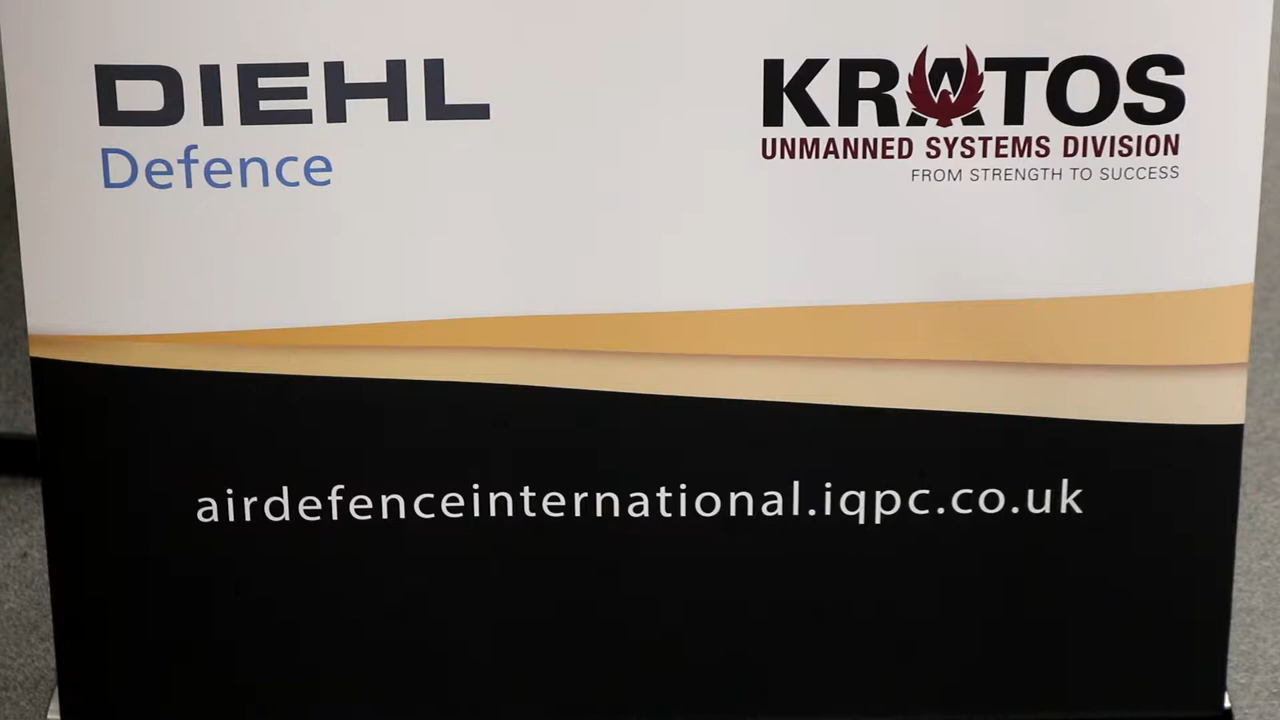 DIEHL
Defence
KRATOS
UNMANNED SYSTEMS DIVISION
FROM STRENGTH TO SUCCESS
airdefenceinternational.iqpc.co.uk